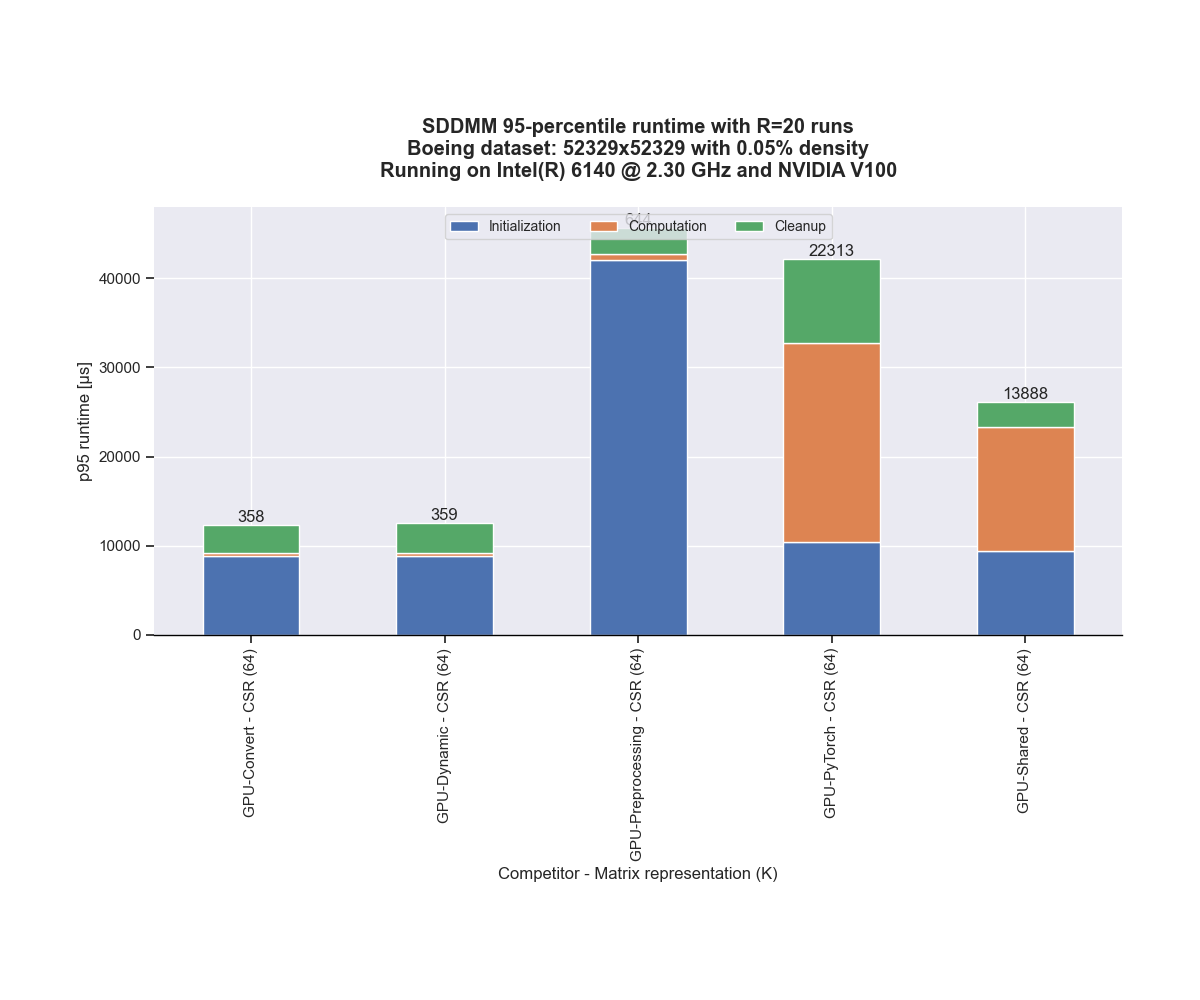 SDDMM 95-percentile runtime with R=20 runs
Boeing dataset: 52329x52329 with 0.05% density
Running on Intel(R) 6140 @ 2.30 GHz and NVIDIA V100
644
Initialization Computation Cleanup
22313
13888
358
359
p95 runtime [μs]
40000
30000
20000
10000
0
GPU-Convert - CSR (64)
GPU-Dynamic - CSR (64)
GPU-Preprocessing - CSR (64)
GPU-PyTorch - CSR (64)
GPU-Shared - CSR (64)
Competitor - Matrix representation (K)